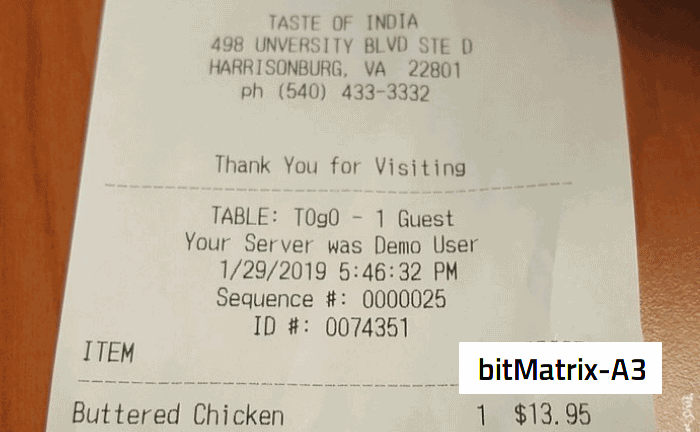 TASTE OF INDIA
498 UNVERSITY BLVD STE D
HARRISONBURG, VA 22801
ph (540) 433-3332
Thank You for Visiting
TABLE: TOgO - 1 Guest
Your Server was Demo User
1/29/2019 5:46:32 PM
Sequence #: 0000025
ID #: 0074351
ITEM
bitMatrix-A3
Buttered Chicken 1 $13.95